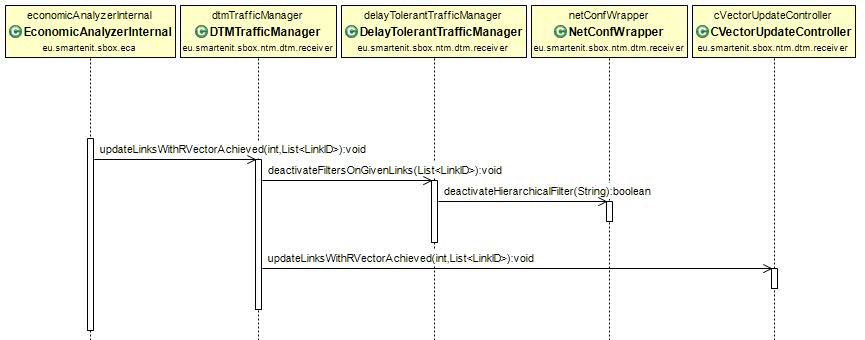 economicAnalyzerInternal
EconomicAnalyzerInternal
eu.smartenit.sbox.eca
dtmTrafficManager
DTMTrafficManager
eu.smartenit.sbox.ntm.dtm.receiver
delayTolerantTrafficManager
DelayTolerantTrafficManager
eu.smartenit.sbox.ntm.dtm.receiver
netConfWrapper
NetConfWrapper
eu.smartenit.sbox.ntm.dtm.receiver
cVectorUpdateController
CVectorUpdateController
eu.smartenit.sbox.ntm.dtm.receiver
updateLinksWithRVectorAchieved(int,List<LinkID>):void
deactivateFiltersOnGivenLinks(List<LinkID>):void
deactivateHierarchicalFilter(String):boolean
updateLinksWithRVectorAchieved(int,List<LinkID>):void